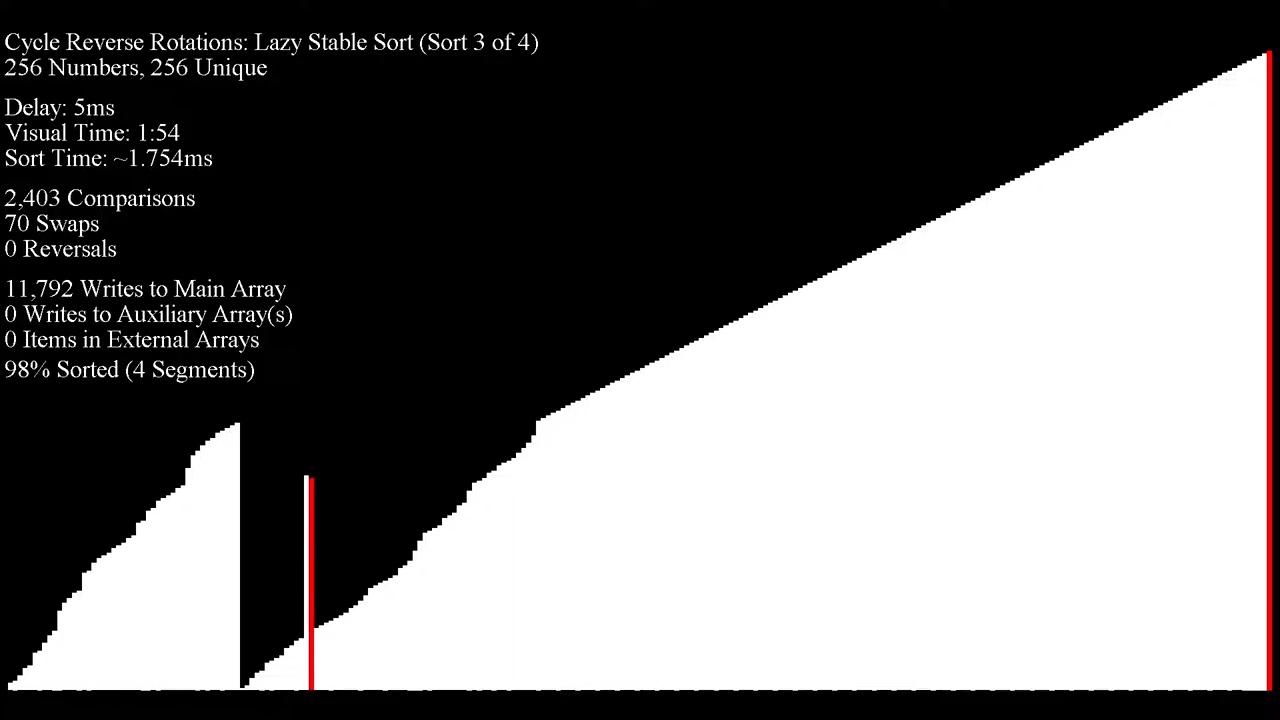 Cycle Reverse Rotations: Lazy Stable Sort (Sort 3 of 4)
256 Numbers, 256 Unique
Delay: 5ms
Visual Time: 1:54
Sort Time: ~1.754ms
2,403 Comparisons
70 Swaps
0 Reversals
11,792 Writes to Main Array
0 Writes to Auxiliary Array(s)
0 Items in External Arrays
98% Sorted (4 Segments)